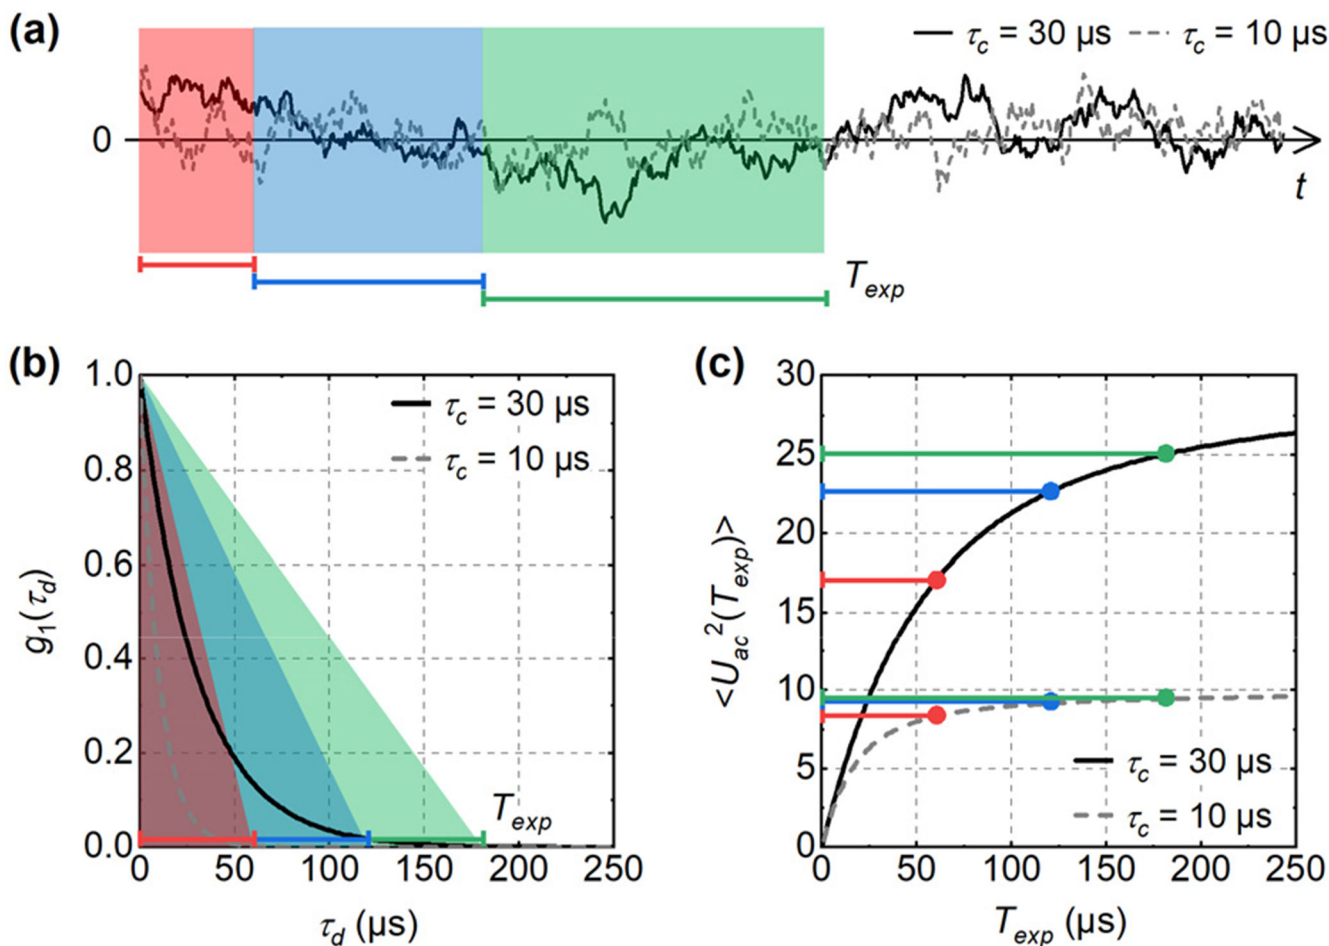 (a)
τc = 30 μs τc = 10 μs
0
t
Texp
(b)
1.0
0.8
0.6
0.4
0.2
0.0
g1(τd)
τc = 30 μs
τc = 10 μs
Texp
0 50 100 150 200 250
τd (μs)
(c)
30
25
20
15
10
5
0
<Uac2(Texp)>
τc = 30 μs
τc = 10 μs
0 50 100 150 200 250
Texp (μs)